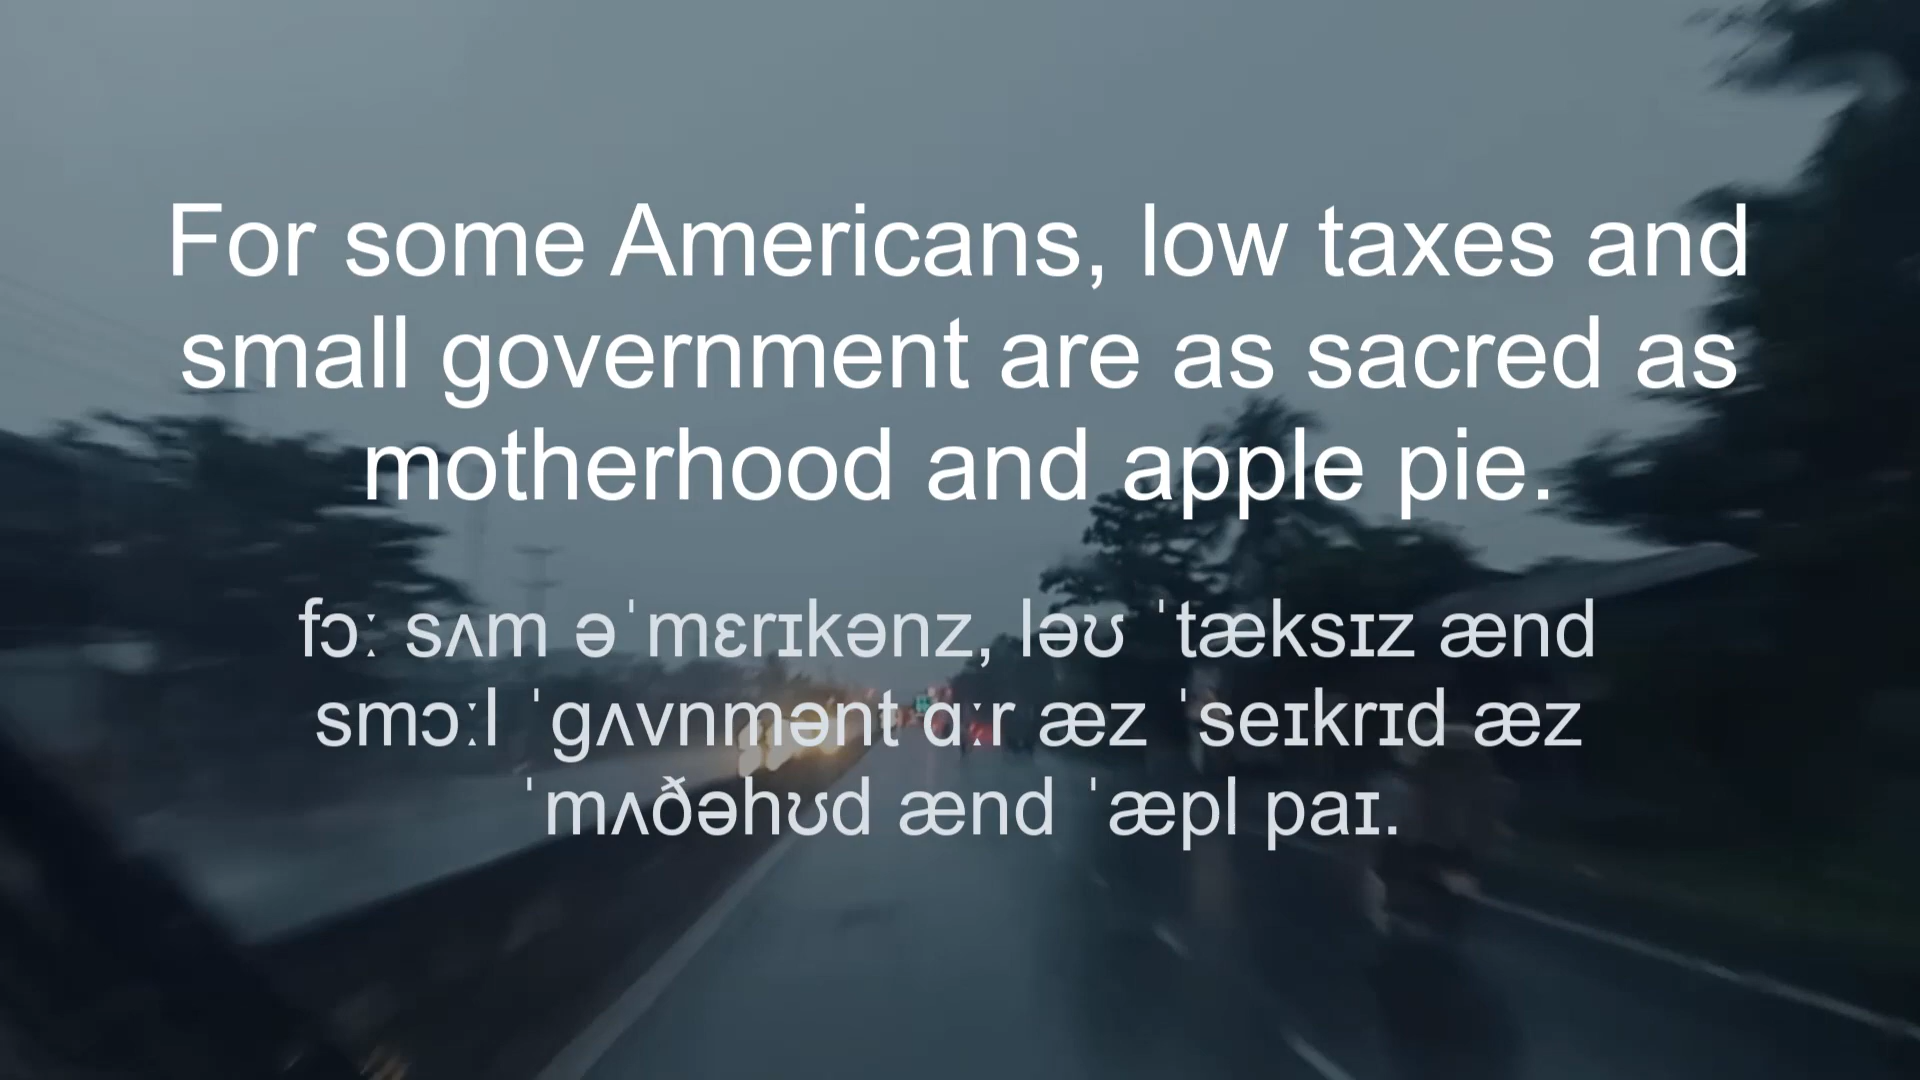 For some Americans, low taxes and
small government are as sacred as
motherhood and apple pie.
fɔː sʌm əˈmɛrɪkənz, ləʊ ˈtæksɪz ænd
smɔːl ˈɡʌvnmənt ɑːr æz ˈseɪkrɪd æz
ˈmʌðəhʊd ænd ˈæpl paɪ.